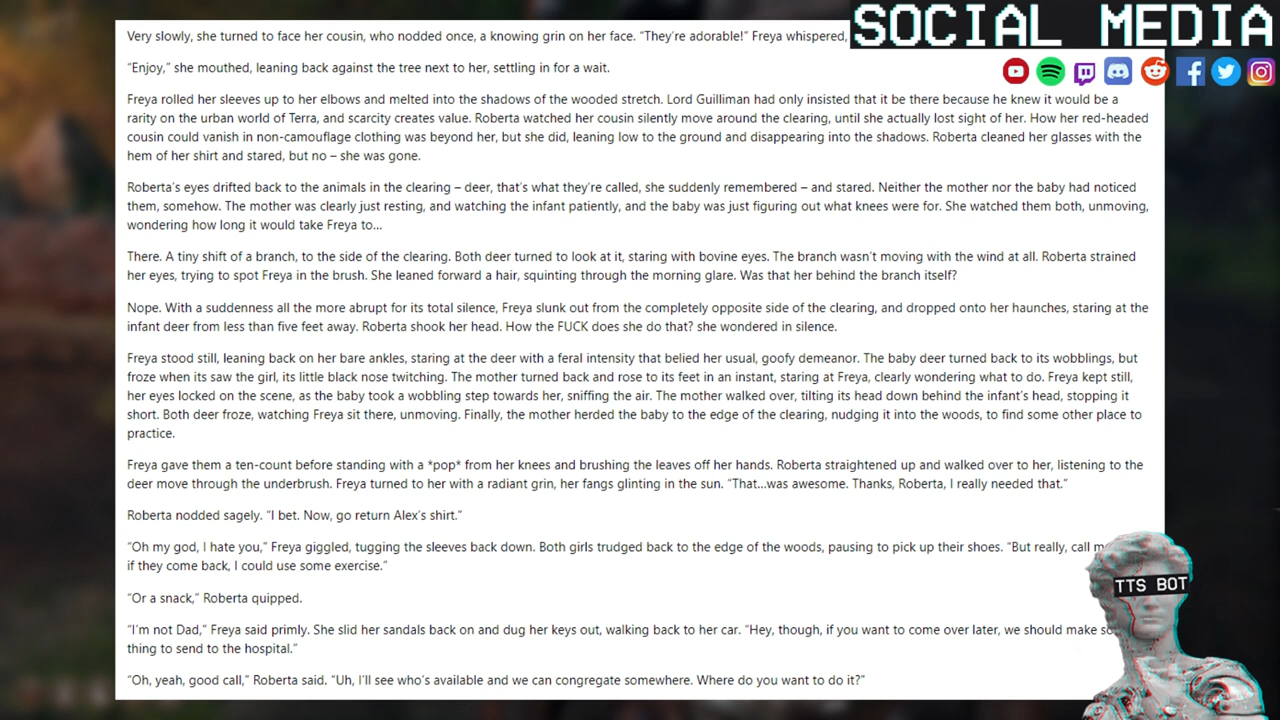 SOCIAL MEDIA
Very slowly, she turned to face her cousin, who nodded once, a knowing grin on her face. “They’re adorable!” Freya whispered,
“Enjoy,” she mouthed, leaning back against the tree next to her, settling in for a wait.
Freya rolled her sleeves up to her elbows and melted into the shadows of the wooded stretch. Lord Guilliman had only insisted that it be there because he knew it would be a
rarity on the urban world of Terra, and scarcity creates value. Roberta watched her cousin silently move around the clearing, until she actually lost sight of her. How her red-headed
cousin could vanish in non-camouflage clothing was beyond her, but she did, leaning low to the ground and disappearing into the shadows. Roberta cleaned her glasses with the
hem of her shirt and stared, but no – she was gone.
Roberta’s eyes drifted back to the animals in the clearing – deer, that’s what they’re called, she suddenly remembered – and stared. Neither the mother nor the baby had noticed
them, somehow. The mother was clearly just resting, and watching the infant patiently, and the baby was just figuring out what knees were for. She watched them both, unmoving,
wondering how long it would take Freya to…
There. A tiny shift of a branch, to the side of the clearing. Both deer turned to look at it, staring with bovine eyes. The branch wasn’t moving with the wind at all. Roberta strained
her eyes, trying to spot Freya in the brush. She leaned forward a hair, squinting through the morning glare. Was that her behind the branch itself?
Nope. With a suddenness all the more abrupt for its total silence, Freya slunk out from the completely opposite side of the clearing, and dropped onto her haunches, staring at the
infant deer from less than five feet away. Roberta shook her head. How the FUCK does she do that? she wondered in silence.
Freya stood still, leaning back on her bare ankles, staring at the deer with a feral intensity that belied her usual, goofy demeanor. The baby deer turned back to its wobblings, but
froze when its saw the girl, its little black nose twitching. The mother turned back and rose to its feet in an instant, staring at Freya, clearly wondering what to do. Freya kept still,
her eyes locked on the scene, as the baby took a wobbling step towards her, sniffing the air. The mother walked over, tilting its head down behind the infant’s head, stopping it
short. Both deer froze, watching Freya sit there, unmoving. Finally, the mother herded the baby to the edge of the clearing, nudging it into the woods, to find some other place to
practice.
Freya gave them a ten-count before standing with a *pop* from her knees and brushing the leaves off her hands. Roberta straightened up and walked over to her, listening to the
deer move through the underbrush. Freya turned to her with a radiant grin, her fangs glinting in the sun. “That…was awesome. Thanks, Roberta, I really needed that.”
Roberta nodded sagely. “I bet. Now, go return Alex’s shirt.”
“Oh my god, I hate you,” Freya giggled, tugging the sleeves back down. Both girls trudged back to the edge of the woods, pausing to pick up their shoes. “But really, call
if they come back, I could use some exercise.”
“Or a snack,” Roberta quipped.
“I’m not Dad,” Freya said primly. She slid her sandals back on and dug her keys out, walking back to her car. “Hey, though, if you want to come over later, we should make
thing to send to the hospital.”
“Oh, yeah, good call,” Roberta said. “Uh, I’ll see who’s available and we can congregate somewhere. Where do you want to do it?”
TTS BOT